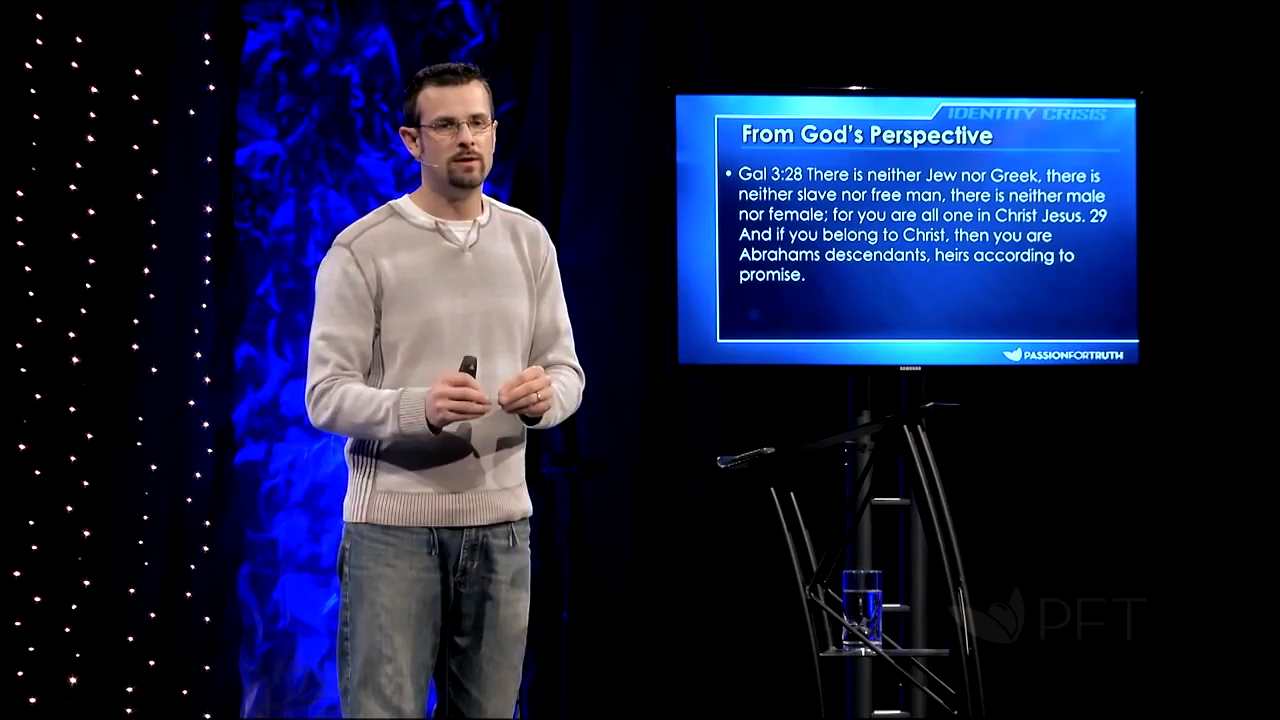 IDENTITY CRISIS
From God's Perspective
• Gal 3:28 There is neither Jew nor Greek, there is
neither slave nor free man, there is neither male
nor female; for you are all one in Christ Jesus. 29
And if you belong to Christ, then you are
Abrahams descendants, heirs according to
promise.
PASSIONFORTRUTH
SAMSUNG
PFT